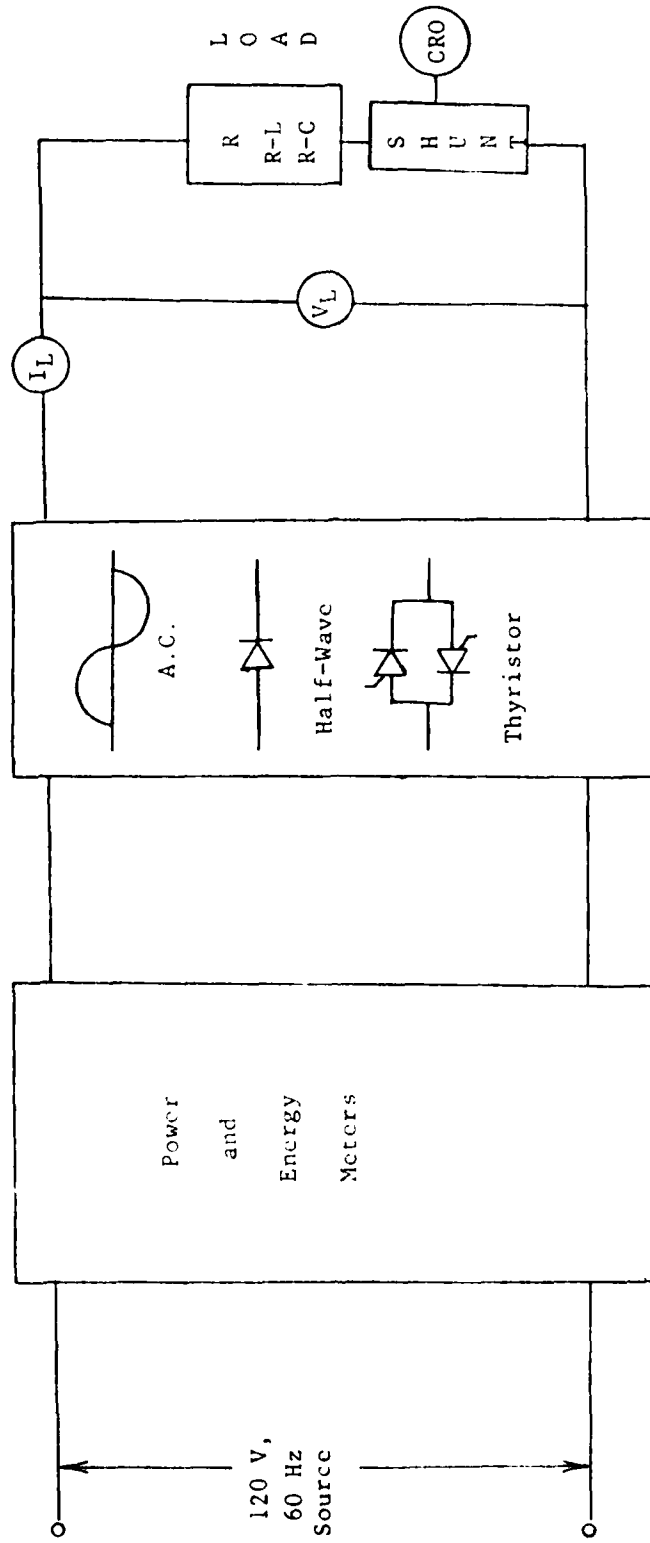 120 V,
60 Hz
Source
Power
and
Energy
Meters
A.C.
Half-Wave
Thyristor
I_L
V_L
R
R-L
R-C
L
O
A
D
S
H
U
N
T
CRO